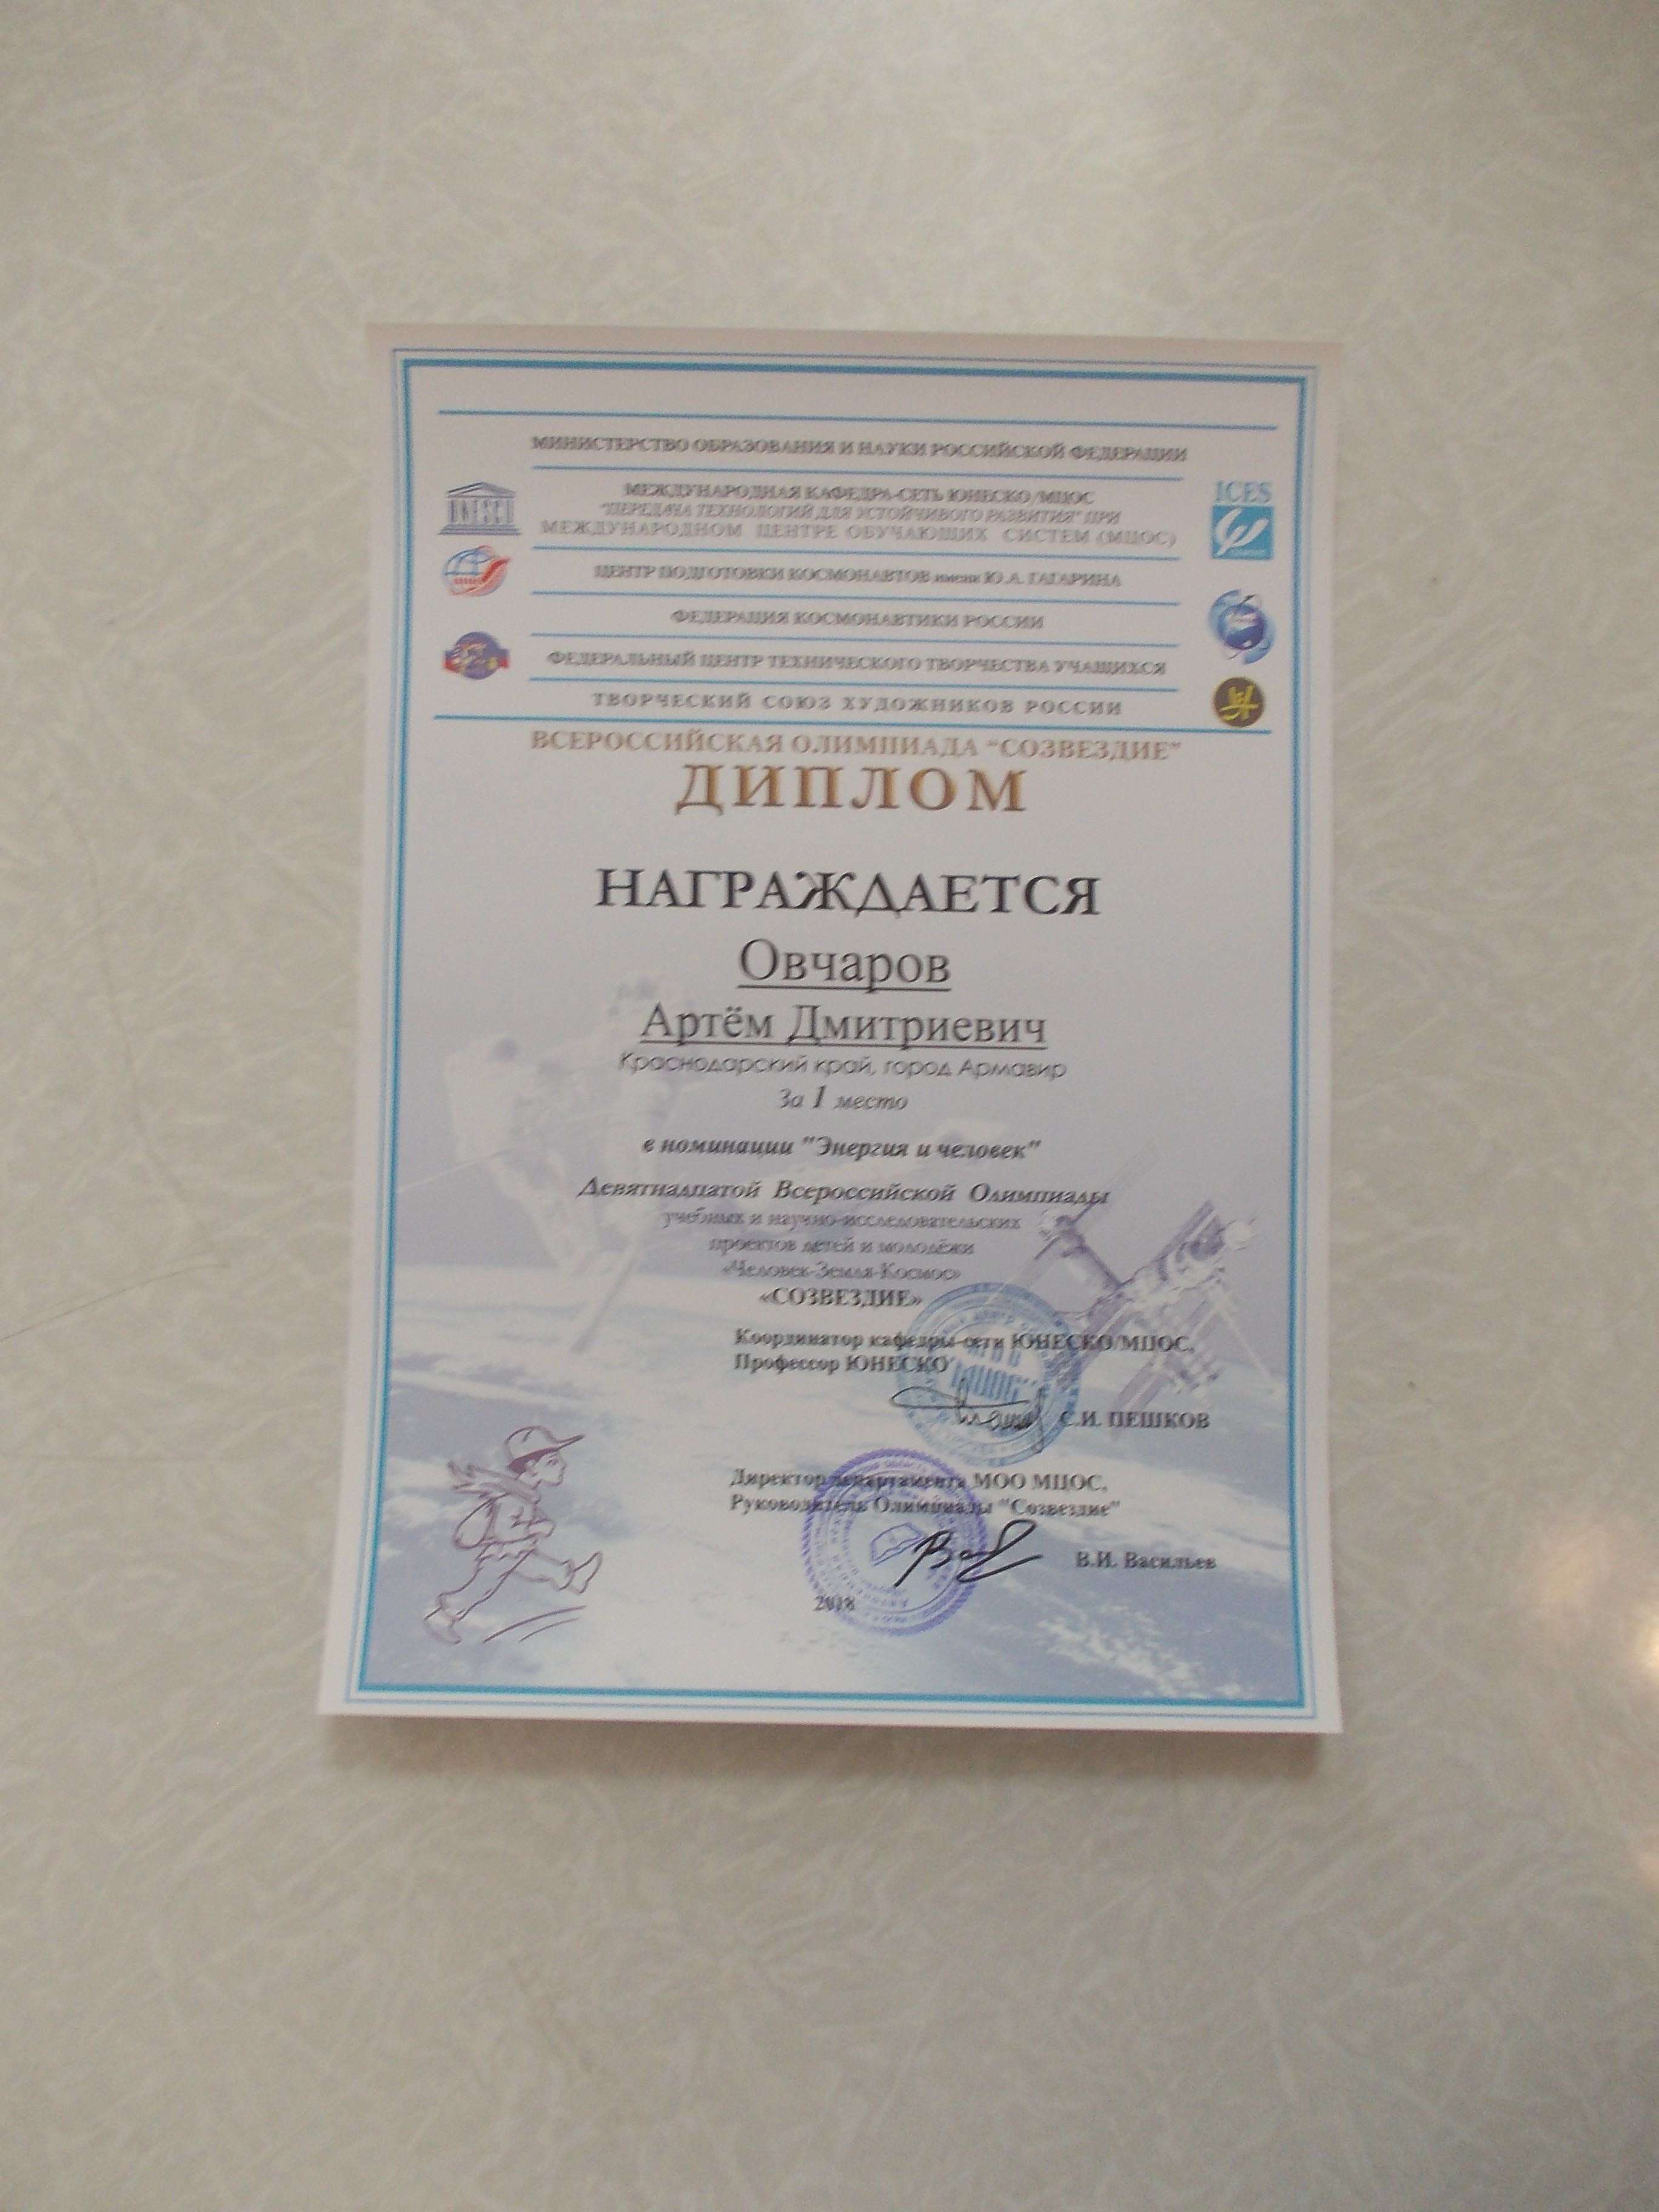 МИНИСТЕРСТВО ОБРАЗОВАНИЯ И НАУКИ РОССИЙСКОЙ ФЕДЕРАЦИИ
МЕЖДУНАРОДНАЯ КАФЕДРА-СЕТЬ ЮНЕСКО/МЦОС
"ПЕРЕДАЧА ТЕХНОЛОГИЙ ДЛЯ УСТОЙЧИВОГО РАЗВИТИЯ" ПРИ
МЕЖДУНАРОДНОМ ЦЕНТРЕ ОБУЧАЮЩИХ СИСТЕМ (МЦОС)
UNESCO
ICES
ЦЕНТР ПОДГОТОВКИ КОСМОНАВТОВ имени Ю.А. ГАГАРИНА
ФЕДЕРАЦИЯ КОСМОНАВТИКИ РОССИИ
ФЕДЕРАЛЬНЫЙ ЦЕНТР ТЕХНИЧЕСКОГО ТВОРЧЕСТВА УЧАЩИХСЯ
ТВОРЧЕСКИЙ СОЮЗ ХУДОЖНИКОВ РОССИИ
ВСЕРОССИЙСКАЯ ОЛИМПИАДА "СОЗВЕЗДИЕ"
ДИПЛОМ
НАГРАЖДАЕТСЯ
Овчаров
Артём Дмитриевич
Краснодарский край, город Армавир
За 1 место
в номинации "Энергия и человек"
Девятнадцатой Всероссийской Олимпиады
учебных и научно-исследовательских
проектов детей и молодёжи
«Человек-Земля-Космос»
«СОЗВЕЗДИЕ»
Координатор кафедры-сети ЮНЕСКО/МЦОС,
Профессор ЮНЕСКО
С.И. ПЕШКОВ
Директор департамента МОО МЦОС,
Руководитель Олимпиады "Созвездие"
В.И. Васильев
2018